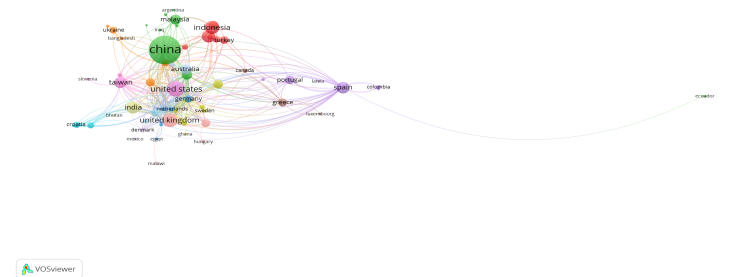 argentina
malaysia
indonesia
ukraine
iraq
bangladesh
turkey
china
australia
canada
slovenia
taiwan
portugal
spain
colombia
united states
ecuador
germany
greece
india
netherlands
sweden
bhutan
luxembourg
united kingdom
croatia
denmark
ghana
mexico
egypt
hungary
malawi
VOSviewer